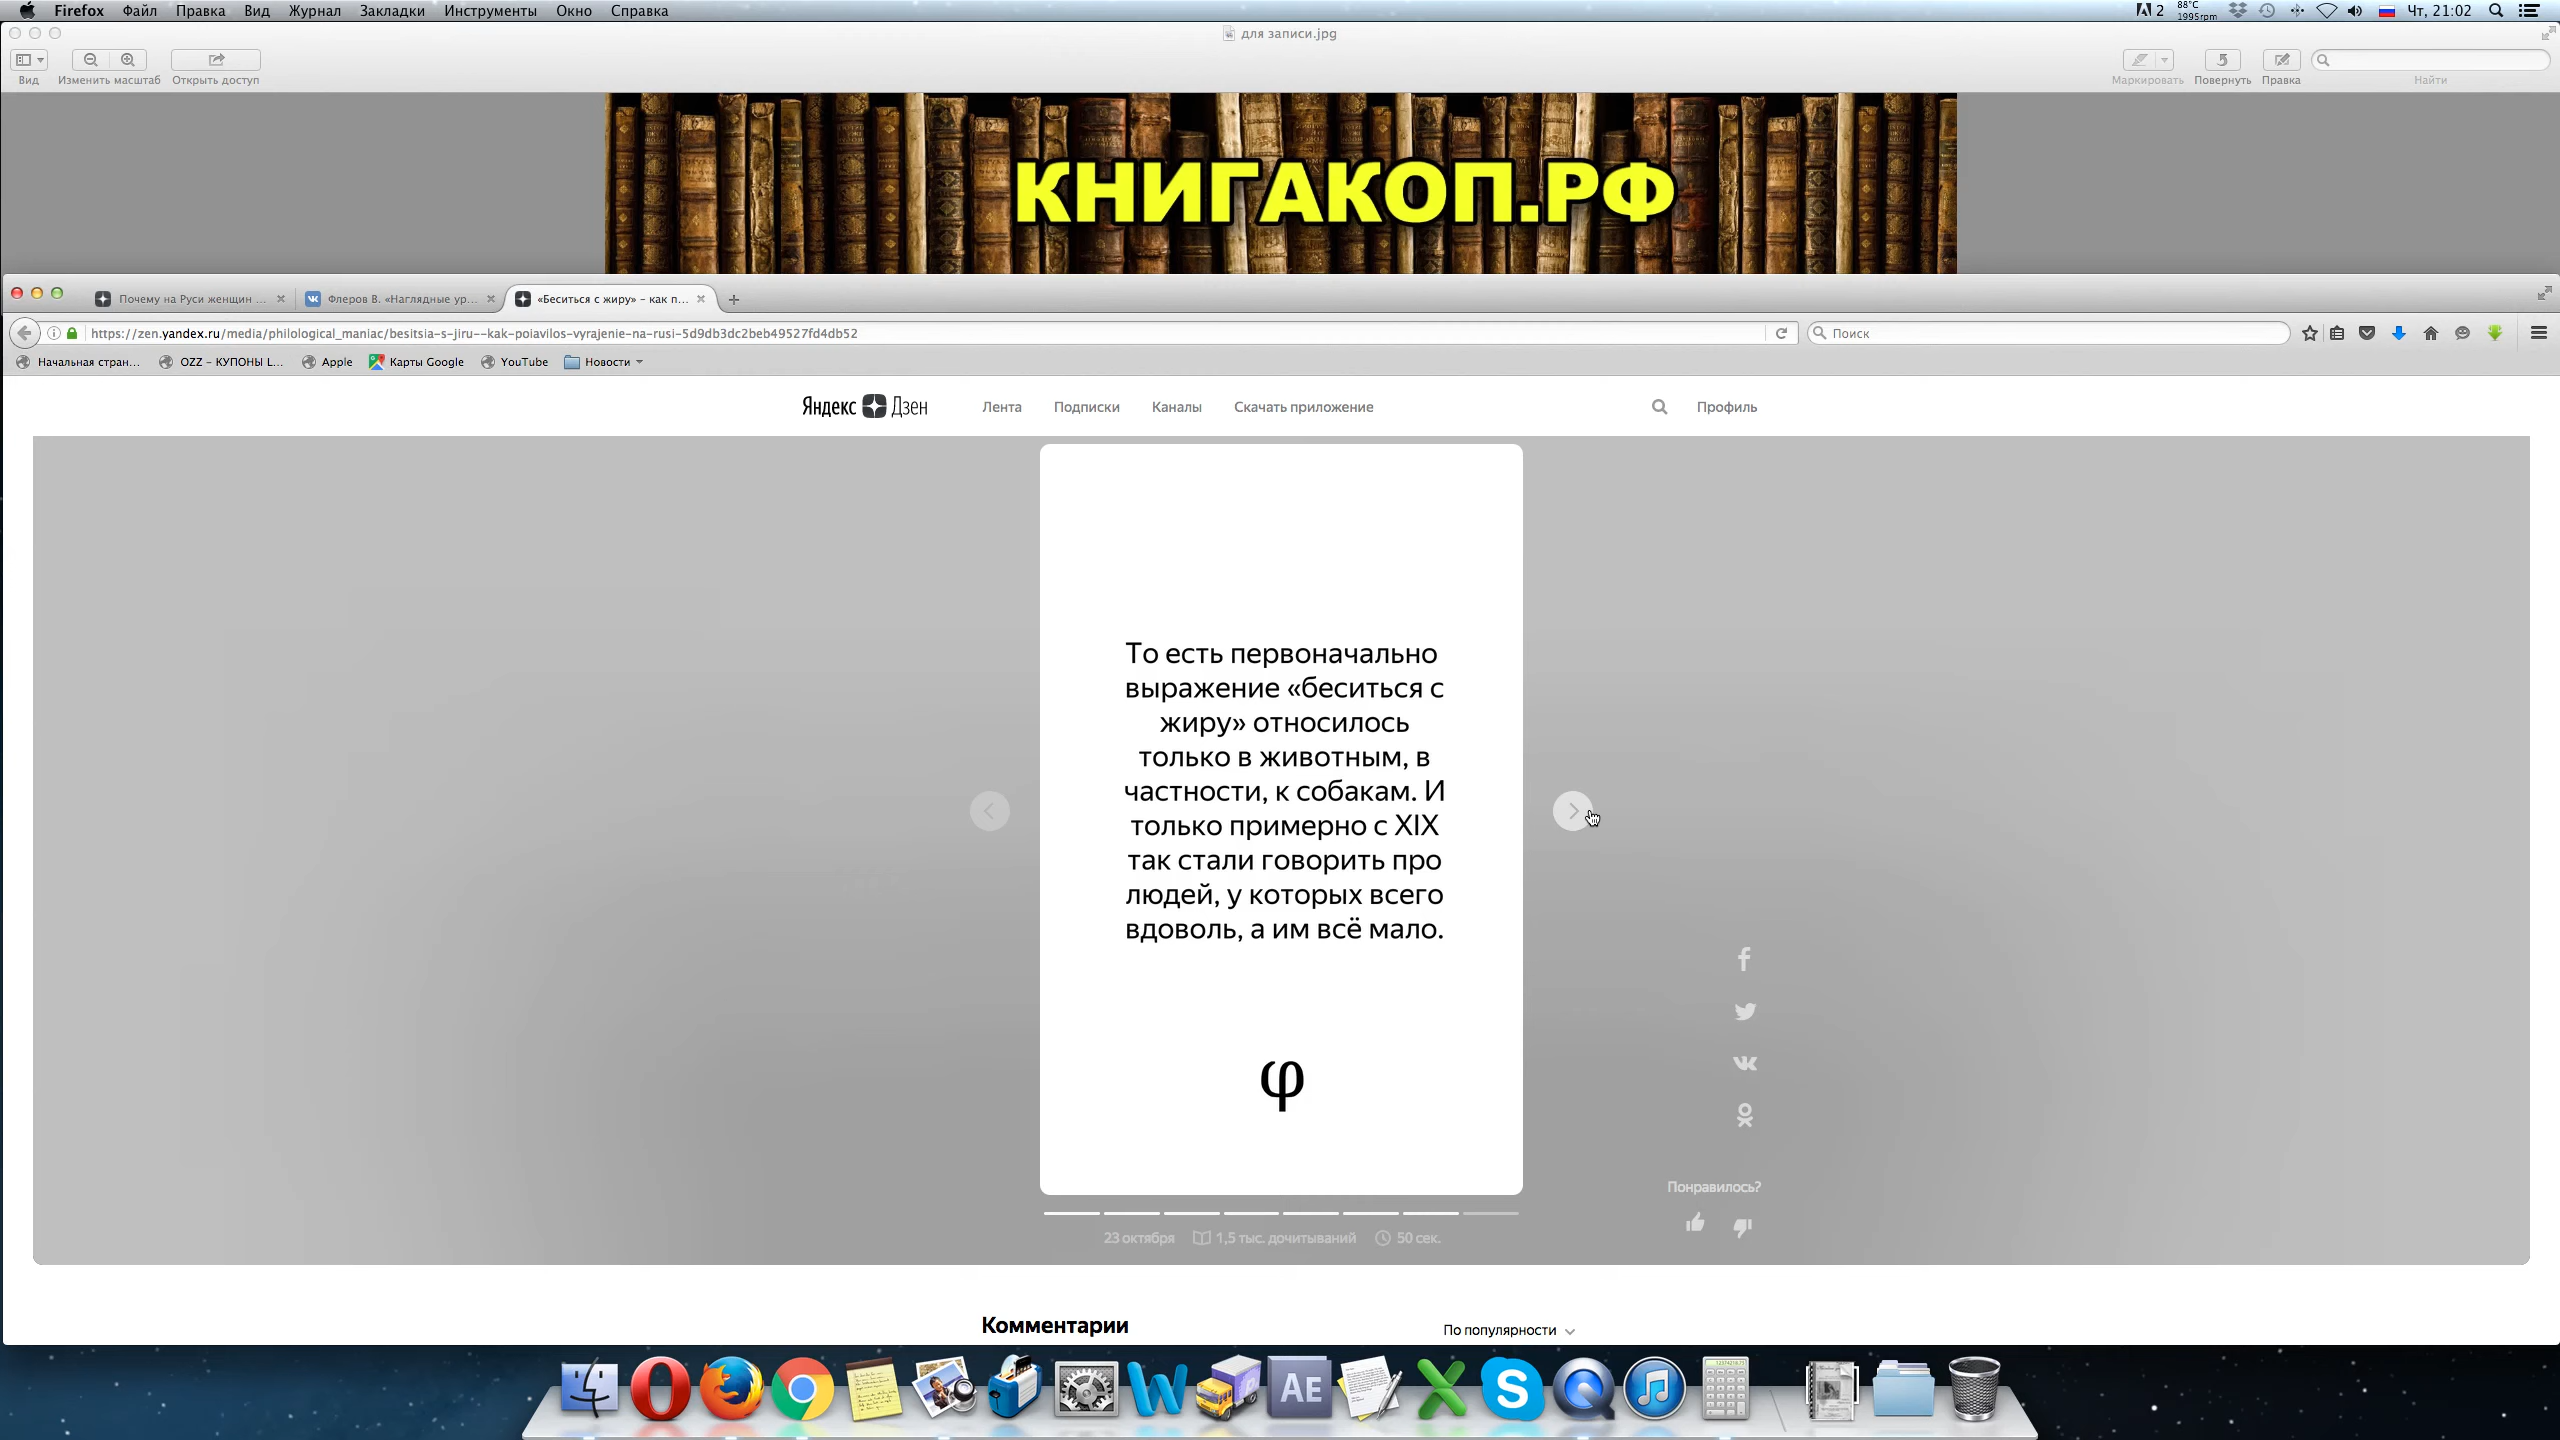 Firefox Файл Правка Вид Журнал Закладки Инструменты Окно Справка
2 88°C 1995rpm Чт, 21:02
для записи.jpg
Вид Изменить масштаб Открыть доступ Маркировать Повернуть Правка Найти
КНИГАКОП.РФ
Почему на Руси женщин ... Флеров В. «Наглядные ур... «Беситься с жиру» – как п...
https://zen.yandex.ru/media/philological_maniac/besitsia-s-jiru--kak-poiavilos-vyrajenie-na-rusi-5d9db3dc2beb49527fd4db52 Поиск
Начальная стран... OZZ – КУПОНЫ L... Apple Карты Google YouTube Новости
Яндекс Дзен Лента Подписки Каналы Скачать приложение Профиль
То есть первоначально
выражение «беситься с
жиру» относилось
только в животным, в
частности, к собакам. И
только примерно с XIX
так стали говорить про
людей, у которых всего
вдоволь, а им всё мало.
φ
Понравилось?
23 октября 1,5 тыс. дочитываний 50 сек.
Комментарии По популярности
W AE X S